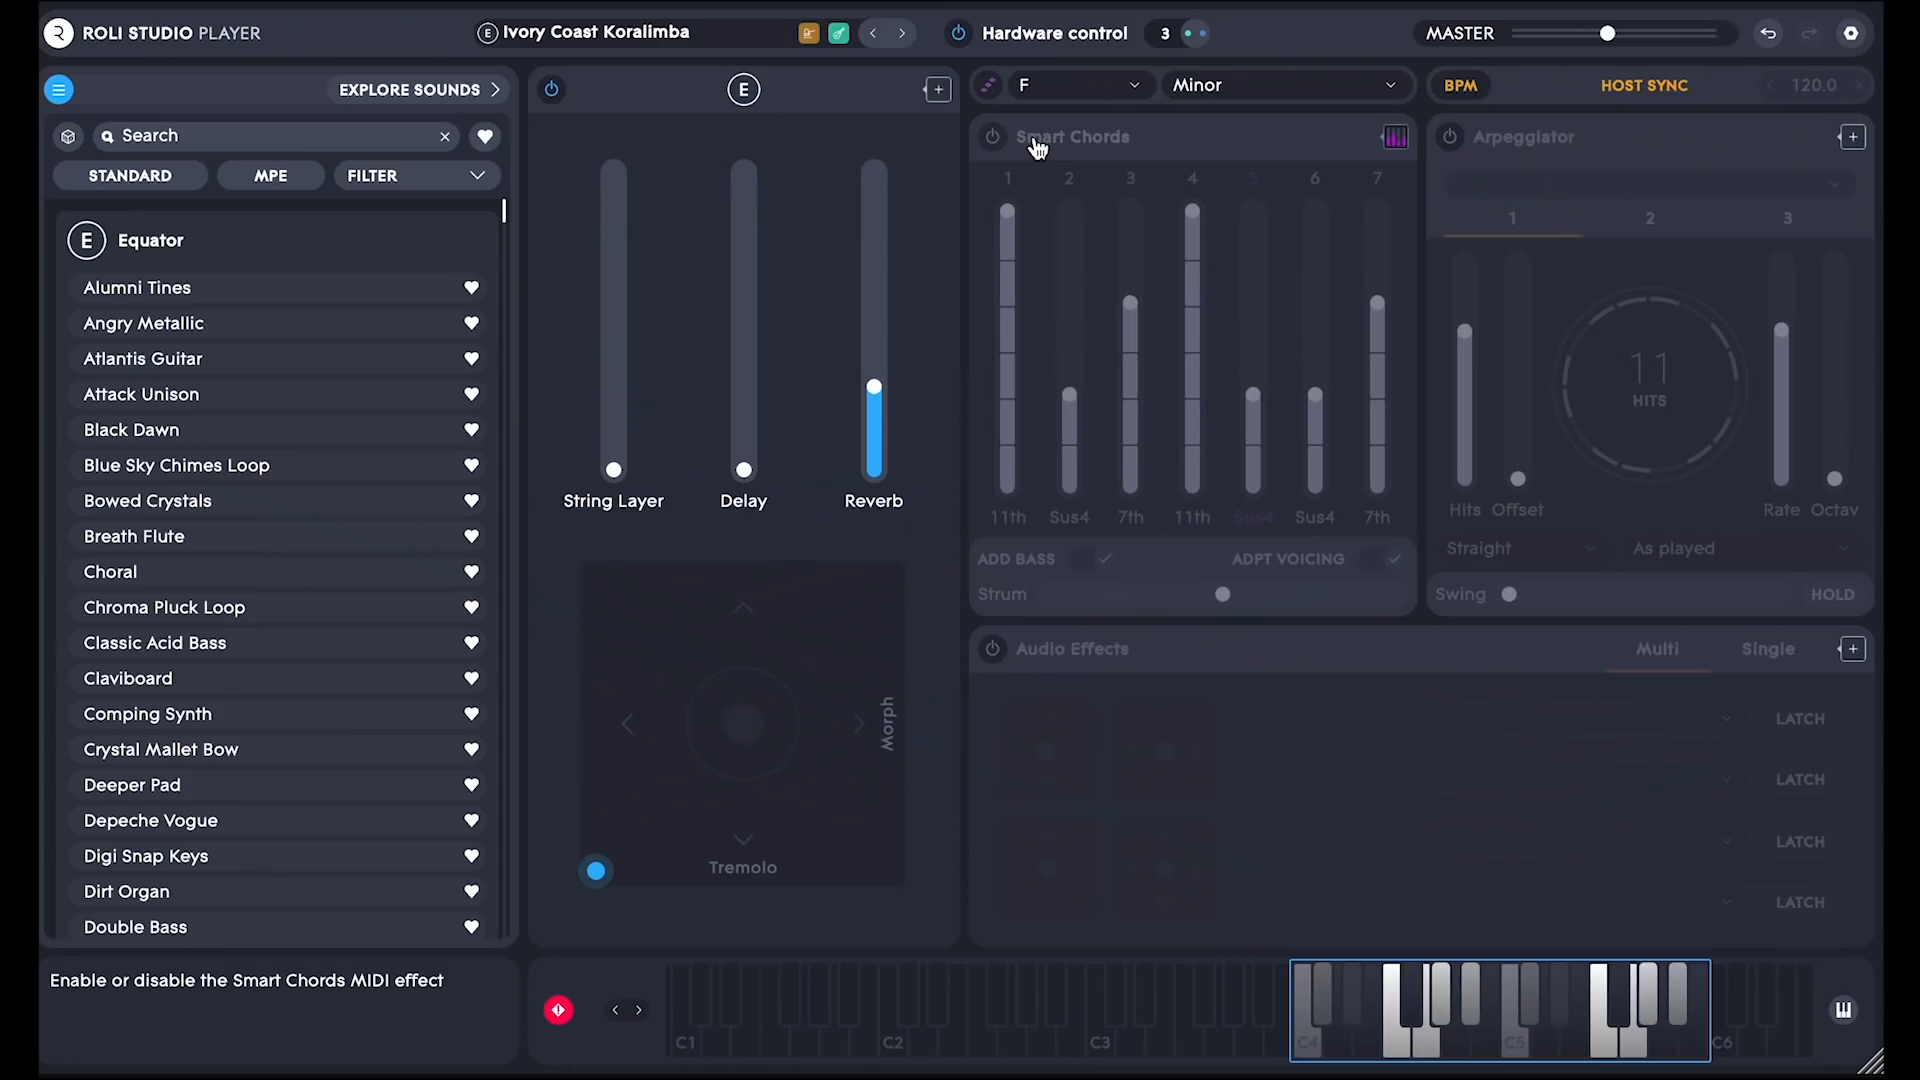 ROLI STUDIO PLAYER
E Ivory Coast Koralimba
Hardware control
3
MASTER
EXPLORE SOUNDS
Search
STANDARD
MPE
FILTER
E Equator
Alumni Tines
Angry Metallic
Atlantis Guitar
Attack Unison
Black Dawn
Blue Sky Chimes Loop
Bowed Crystals
Breath Flute
Choral
Chroma Pluck Loop
Classic Acid Bass
Claviboard
Comping Synth
Crystal Mallet Bow
Deeper Pad
Depeche Vogue
Digi Snap Keys
Dirt Organ
Double Bass
Enable or disable the Smart Chords MIDI effect
E
String Layer
Delay
Reverb
Morph
Tremolo
F
Minor
BPM
HOST SYNC
120.0
Smart Chords
1 2 3 4 5 6 7
11th Sus4 7th 11th Sus4 Sus4 7th
ADD BASS
ADPT VOICING
Strum
Arpeggiator
1 2 3
11
HITS
Hits Offset
Rate Octav
Straight
As played
Swing
HOLD
Audio Effects
Multi
Single
LATCH
LATCH
LATCH
LATCH
C1 C2 C3 C4 C5 C6